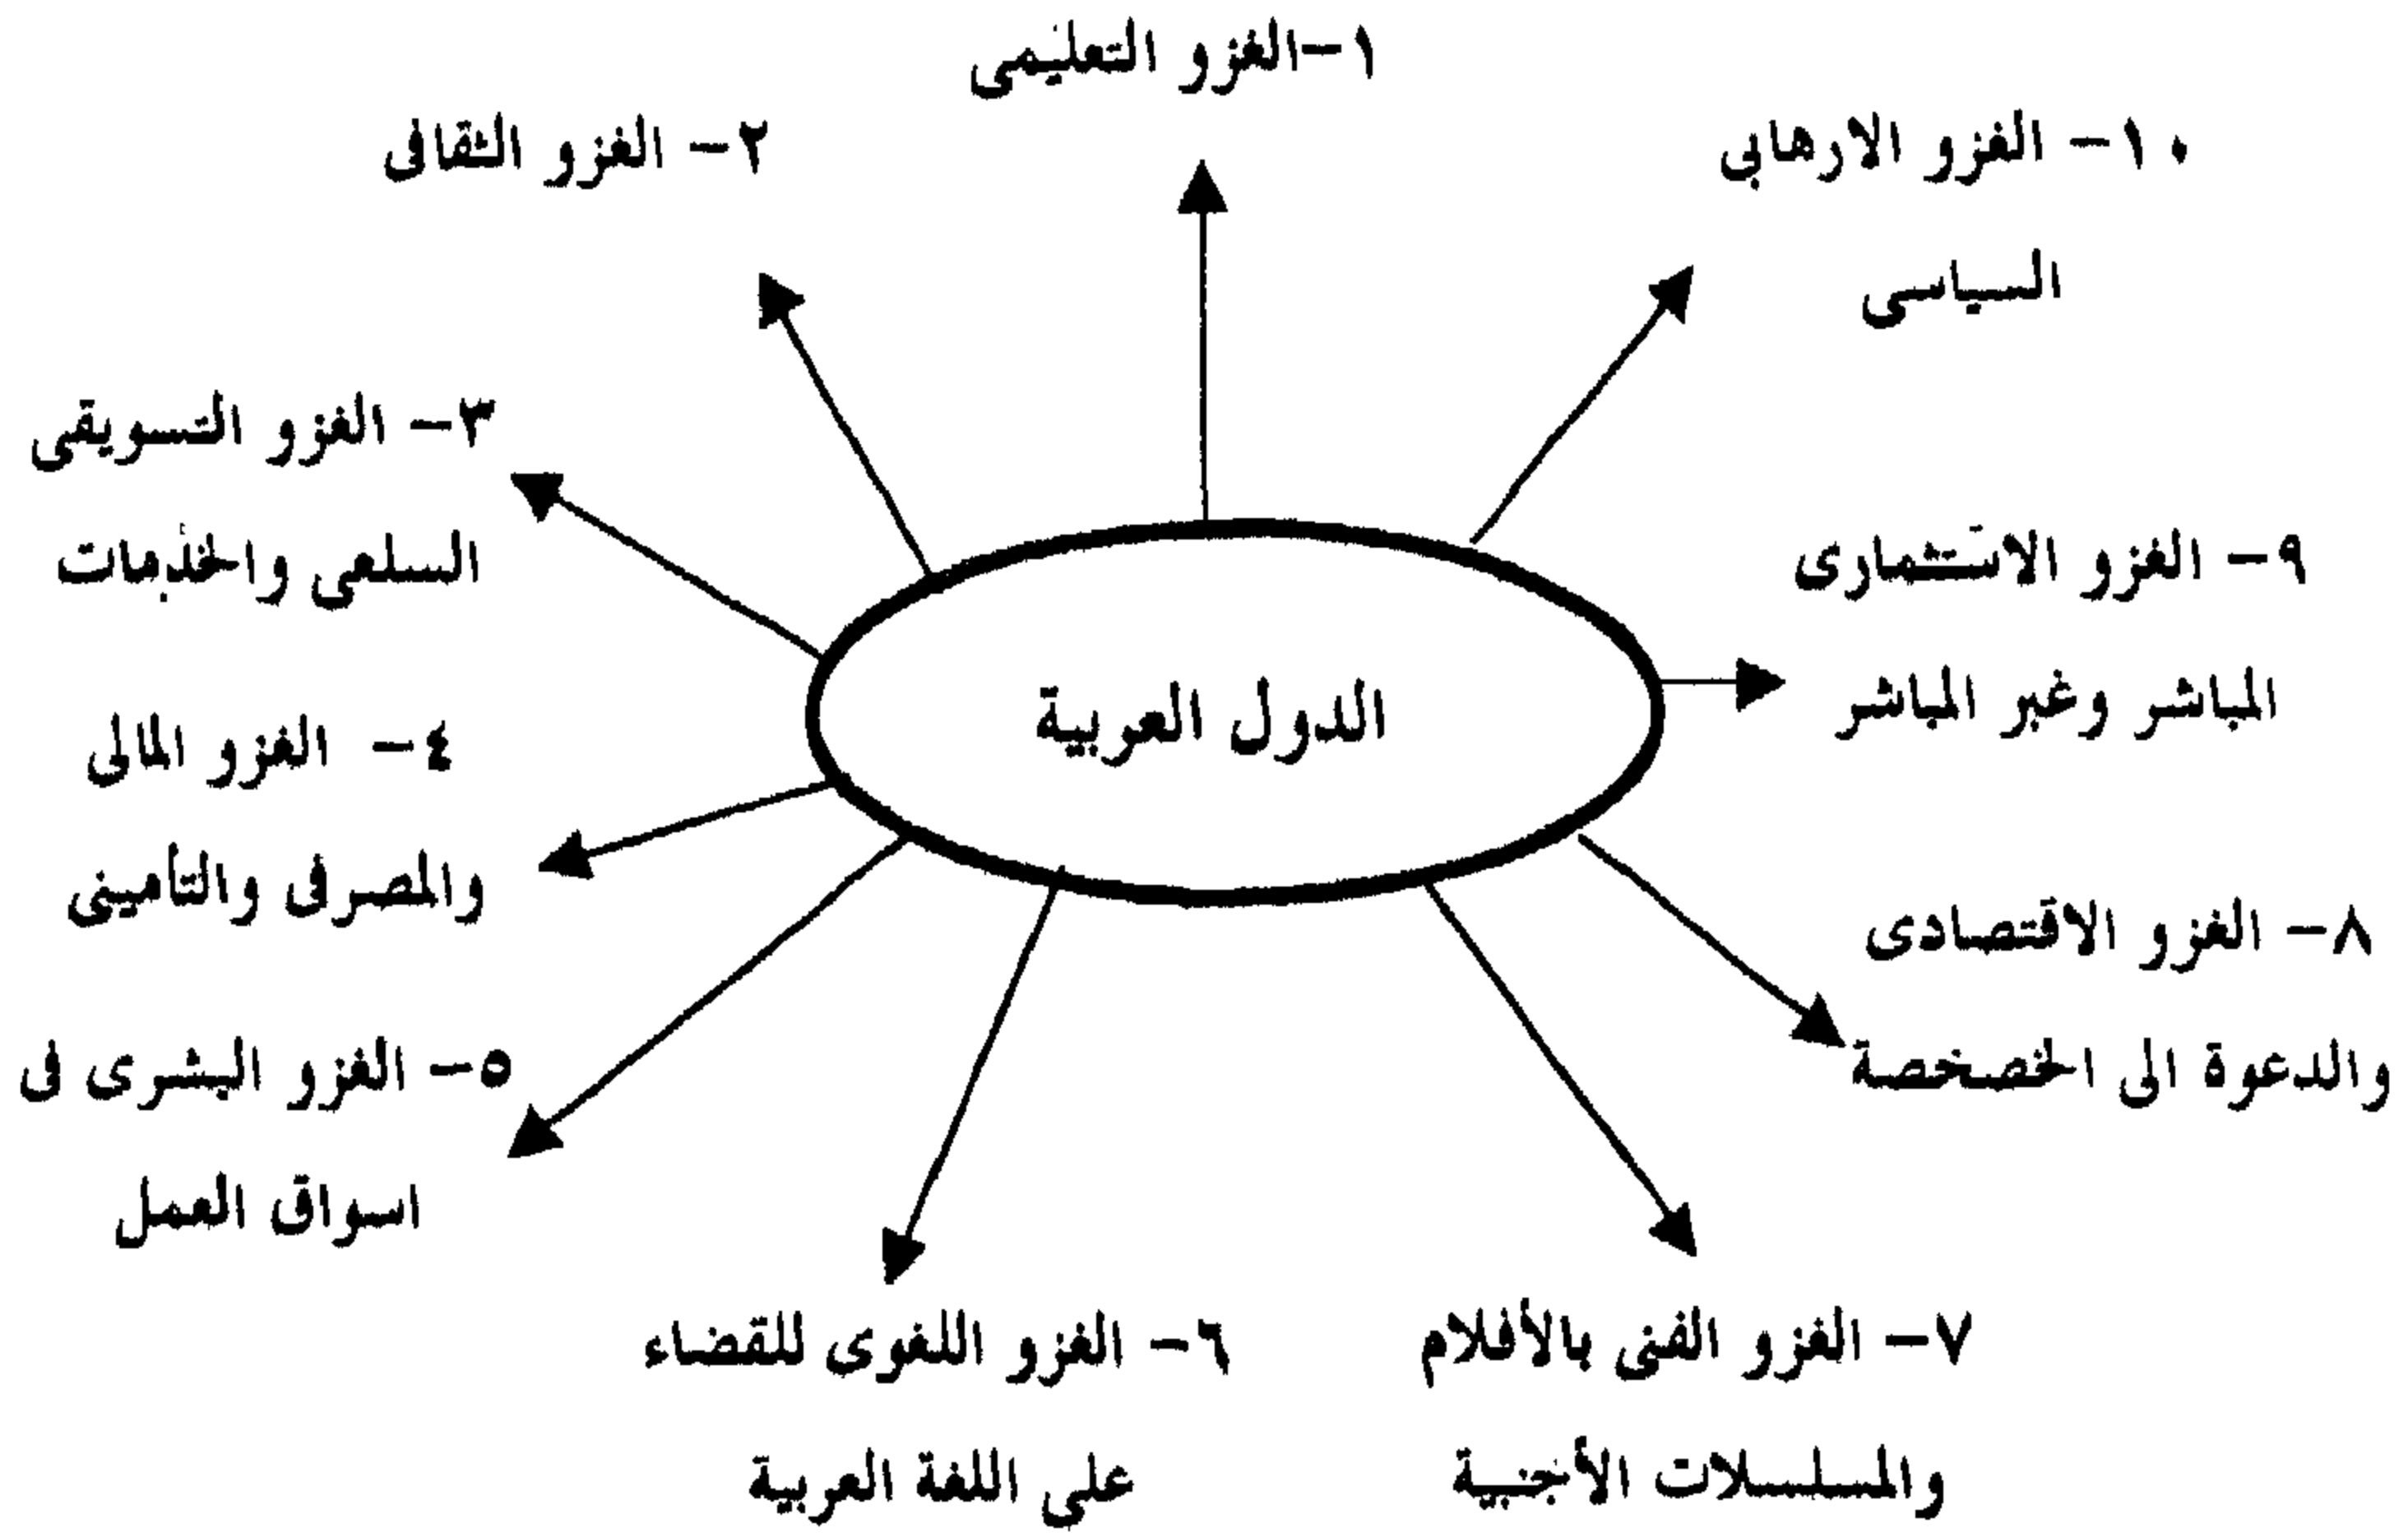 ١-الغزو التعليمى
٢- الغزو الثقافى
٣- الغزو التسويقى
السلعى والخدمات
٤- الغزو المالى
والمصرفى والتامينى
٥- الغزو البشرى فى
اسواق العمل
٦- الغزو اللغوى للقضاء
على اللغة العربية
٧- الغزو الفنى بالأفلام
والمسلسلات الأجنبية
٨- الغزو الاقتصادى
والدعوة الى الخصخصة
٩- الغزو الاستثمارى
المباشر وغير المباشر
١٠- الغزو الارهابي
السياسى
الدول العربية